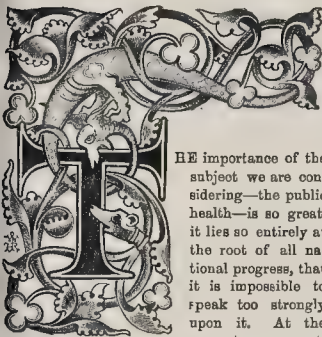 THE importance of the
subject we are con-
sidering—the public
health—is so great,
it lies so entirely at
the root of all na-
tional progress, that
it is impossible to
speak too strongly
upon it. At the